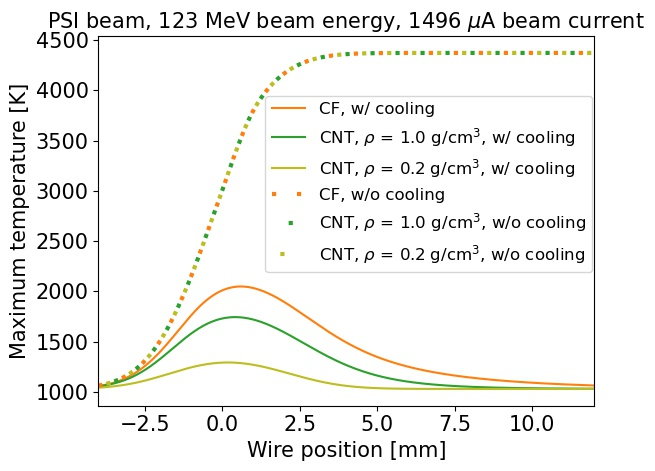 PSI beam, 123 MeV beam energy, 1496 μA beam current
Maximum temperature [K]
4500
4000
3500
3000
2500
2000
1500
1000
CF, w/ cooling
CNT, ρ = 1.0 g/cm³, w/ cooling
CNT, ρ = 0.2 g/cm³, w/ cooling
CF, w/o cooling
CNT, ρ = 1.0 g/cm³, w/o cooling
CNT, ρ = 0.2 g/cm³, w/o cooling
−2.5 0.0 2.5 5.0 7.5 10.0
Wire position [mm]